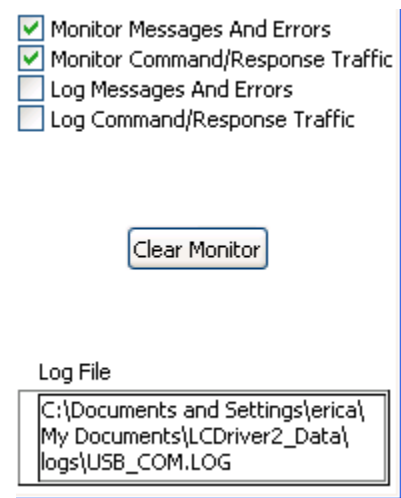 Monitor Messages And Errors
Monitor Command/Response Traffic
Log Messages And Errors
Log Command/Response Traffic
Clear Monitor
Log File
C:\Documents and Settings\erica\
My Documents\LCDriver2_Data\
logs\USB_COM.LOG